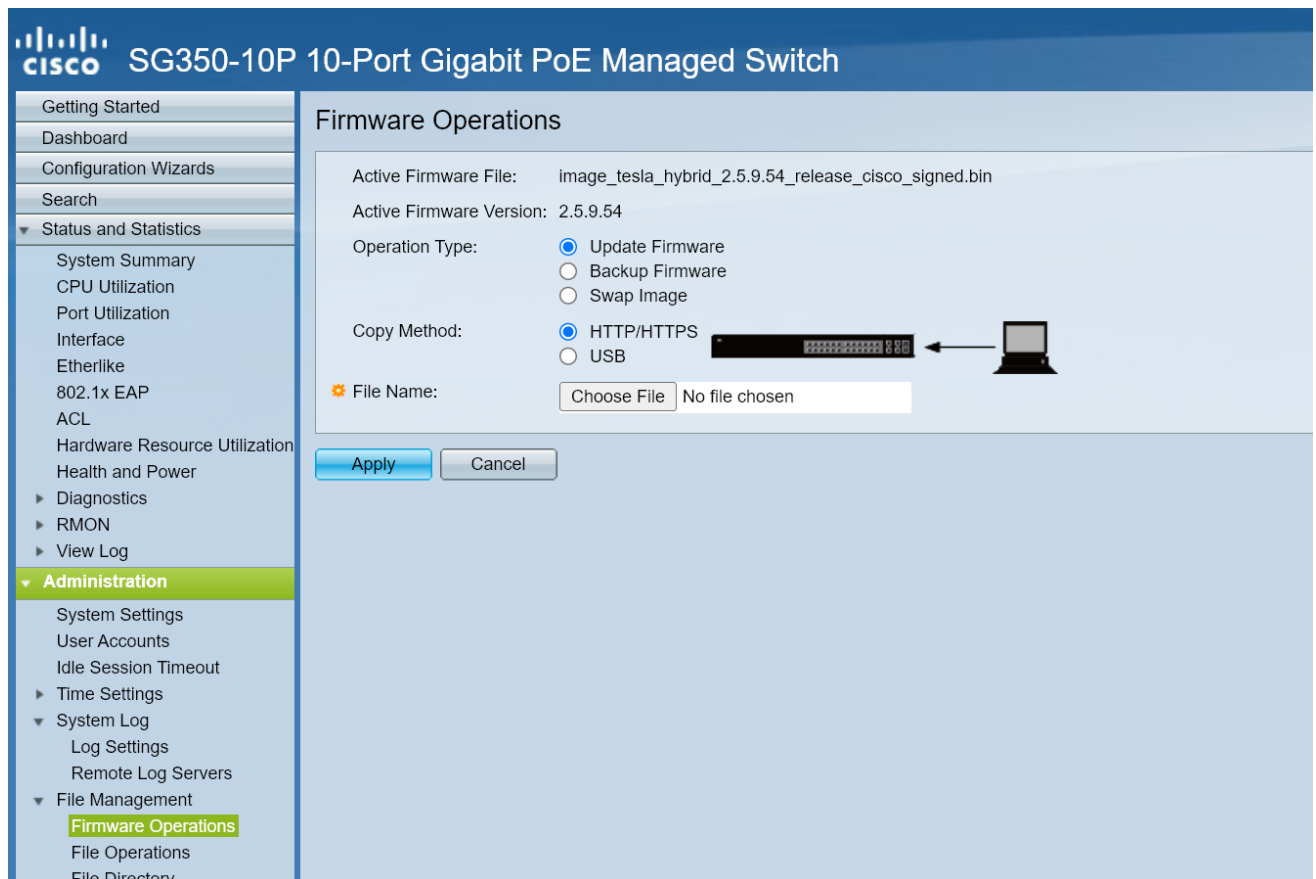 CISCO
SG350-10P 10-Port Gigabit PoE Managed Switch
Getting Started
Dashboard
Configuration Wizards
Search
Status and Statistics
System Summary
CPU Utilization
Port Utilization
Interface
Etherlike
802.1x EAP
ACL
Hardware Resource Utilization
Health and Power
Diagnostics
RMON
View Log
Administration
System Settings
User Accounts
Idle Session Timeout
Time Settings
System Log
Log Settings
Remote Log Servers
File Management
Firmware Operations
File Operations
File Directory
Firmware Operations
Active Firmware File: image_tesla_hybrid_2.5.9.54_release_cisco_signed.bin
Active Firmware Version: 2.5.9.54
Operation Type: Update Firmware
Backup Firmware
Swap Image
Copy Method: HTTP/HTTPS
USB
File Name: Choose File No file chosen
Apply Cancel